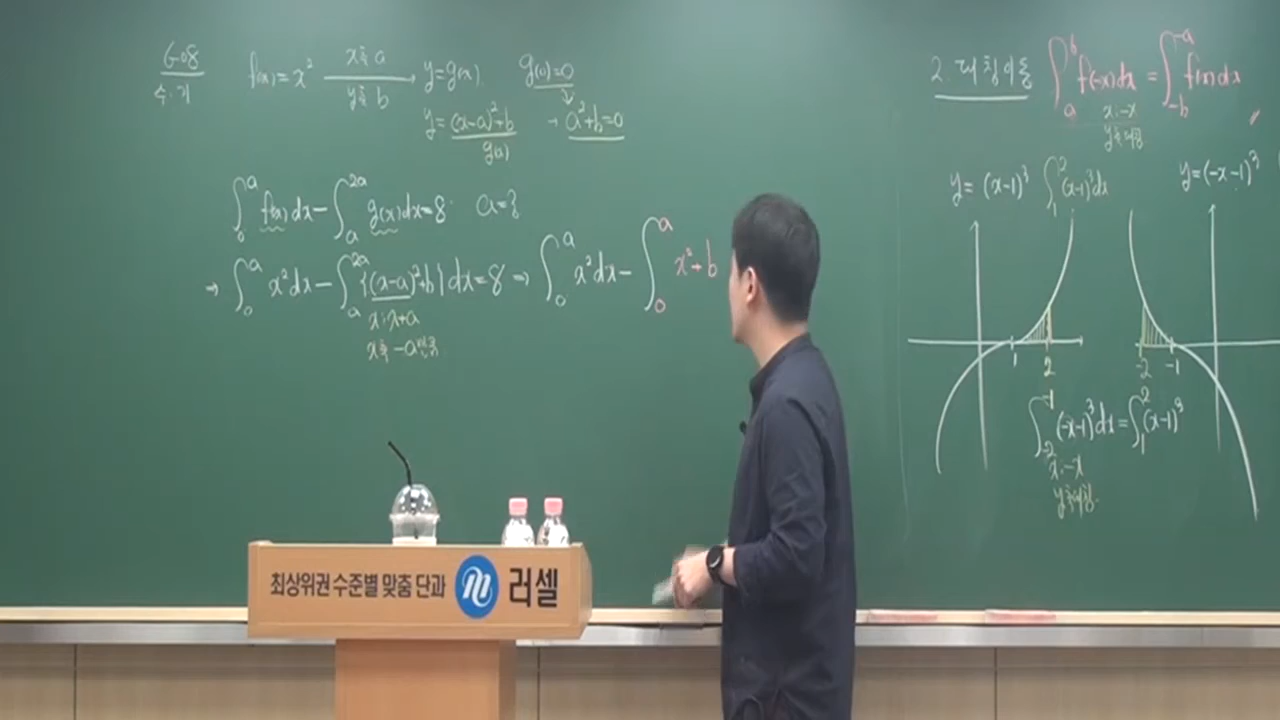 G-08
수.가
f(x)=x² x축 a y축 b → y=g(x)
y=(x-a)²+b
g(x)
g(0)=0
→ a²+b=0
∫₀ᵃ f(x)dx-∫ₐ²ᵃ g(x)dx=8 a=?
→ ∫₀ᵃ x²dx-∫ₐ²ᵃ {(x-a)²+b}dx=8 ⇒ ∫₀ᵃ x²dx-∫₀ᵃ x²+b
x:x+a
x축 -a만큼
2. 대칭이동
∫ₐᵇ f(-x)dx=∫₋ᵦ⁻ᵃ f(x)dx
x:-x
y축대칭
y=(x-1)³ ∫₁² (x-1)³dx
y=(-x-1)³
1 2
-2 -1
∫₋₂⁻¹ (-x-1)³dx=∫₁² (x-1)³
x:-x
y축대칭.
최상위권 수준별 맞춤 단과 러셀